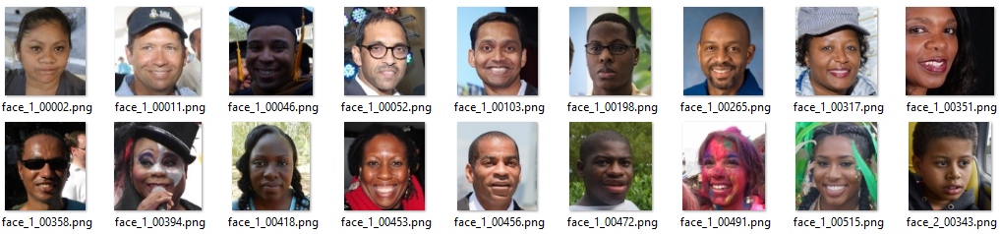 face_1_00002.png face_1_00011.png face_1_00046.png face_1_00052.png face_1_00103.png face_1_00198.png face_1_00265.png face_1_00317.png face_1_00351.png
face_1_00358.png face_1_00394.png face_1_00418.png face_1_00453.png face_1_00456.png face_1_00472.png face_1_00491.png face_1_00515.png face_2_00343.png